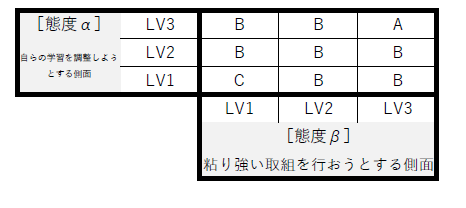 ［態度α］ LV3 B B A
自らの学習を調整しよう
とする側面
LV2 B B B
LV1 C B B
LV1 LV2 LV3
［態度β］
粘り強い取組を行おうとする側面